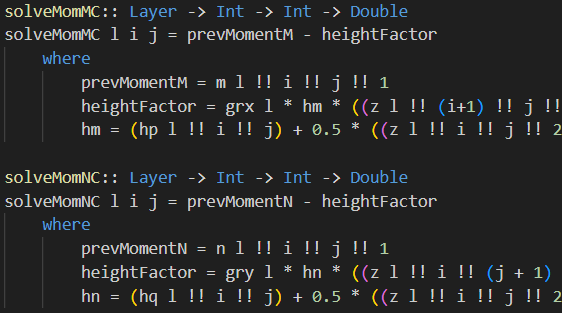 solveMomMC:: Layer -> Int -> Int -> Double
solveMomMC l i j = prevMomentM - heightFactor
    where
        prevMomentM = m l !! i !! j !! 1
        heightFactor = grx l * hm * ((z l !! (i+1) !! j !!
        hm = (hp l !! i !! j) + 0.5 * ((z l !! i !! j !! 2
solveMomNC:: Layer -> Int -> Int -> Double
solveMomNC l i j = prevMomentN - heightFactor
    where
        prevMomentN = n l !! i !! j !! 1
        heightFactor = gry l * hn * ((z l !! i !! (j + 1)
        hn = (hq l !! i !! j) + 0.5 * ((z l !! i !! j !! 2